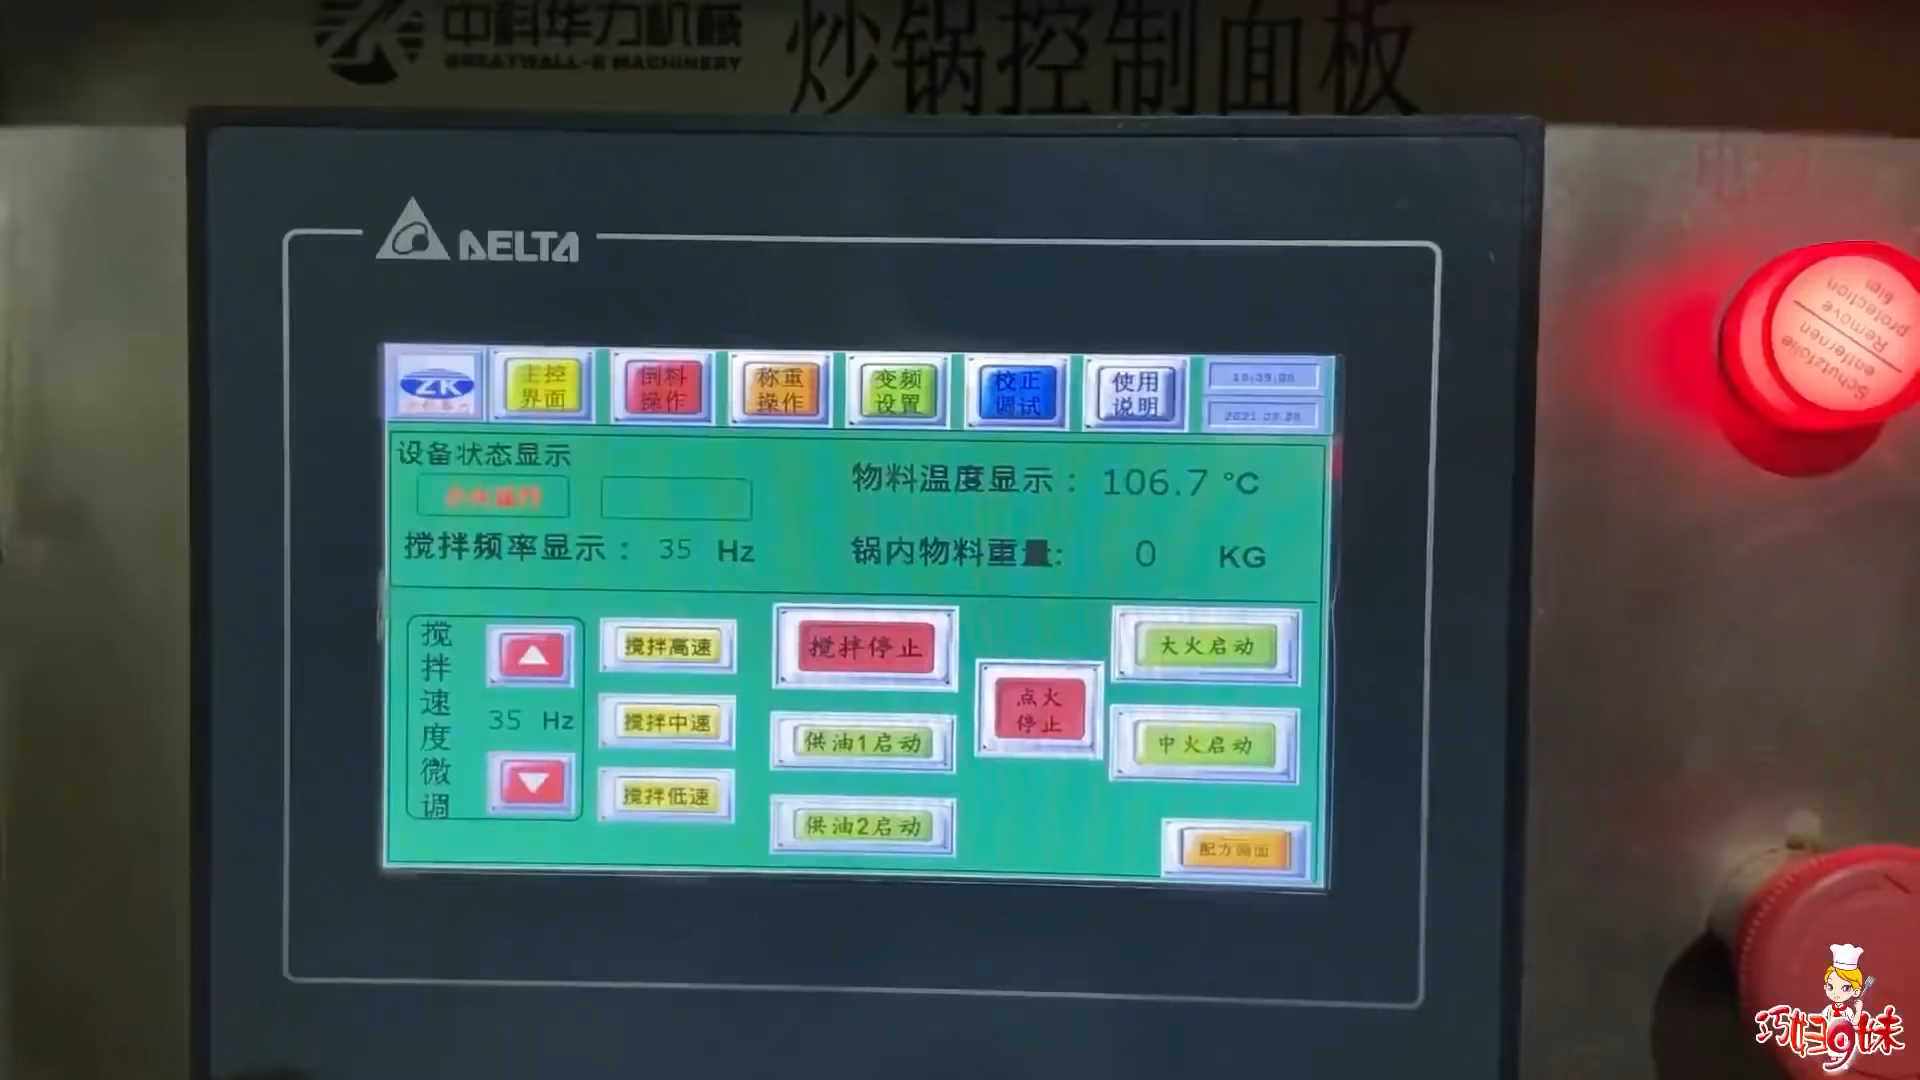 中科华力机械
GREATWALL-E MACHINERY
炒锅控制面板
DELTA
ZK
主控界面
倒料操作
称重操作
变频设置
校正调试
使用说明
2021.09.28
设备状态显示
物料温度显示： 106.7 ℃
搅拌频率显示： 35 Hz
锅内物料重量: 0 KG
搅拌速度微调
35 Hz
搅拌高速
搅拌中速
搅拌低速
搅拌停止
供油1启动
供油2启动
点火停止
大火启动
中火启动
配方画面
Schutzfolie entfernen
Remove protection film
巧妇9妹